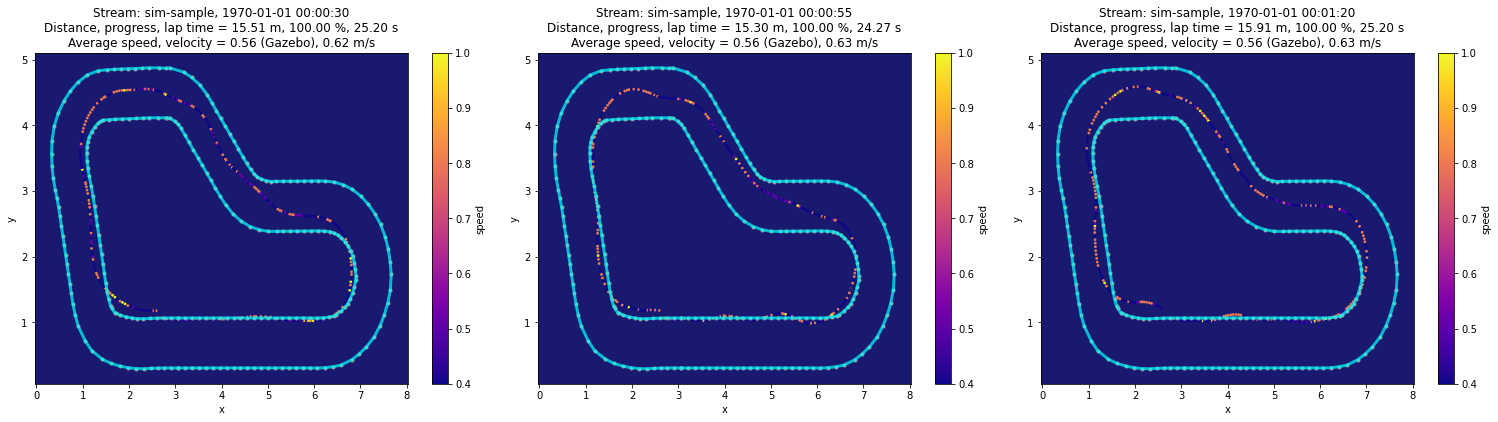 Stream: sim-sample, 1970-01-01 00:00:30
Distance, progress, lap time = 15.51 m, 100.00 %, 25.20 s
Average speed, velocity = 0.56 (Gazebo), 0.62 m/s
5
4
3
2
1
y
0 1 2 3 4 5 6 7 8
x
1.0
0.9
0.8
0.7
0.6
0.5
0.4
speed
Stream: sim-sample, 1970-01-01 00:00:55
Distance, progress, lap time = 15.30 m, 100.00 %, 24.27 s
Average speed, velocity = 0.56 (Gazebo), 0.63 m/s
5
4
3
2
1
y
0 1 2 3 4 5 6 7 8
x
1.0
0.9
0.8
0.7
0.6
0.5
0.4
speed
Stream: sim-sample, 1970-01-01 00:01:20
Distance, progress, lap time = 15.91 m, 100.00 %, 25.20 s
Average speed, velocity = 0.56 (Gazebo), 0.63 m/s
5
4
3
2
1
y
0 1 2 3 4 5 6 7 8
x
1.0
0.9
0.8
0.7
0.6
0.5
0.4
speed